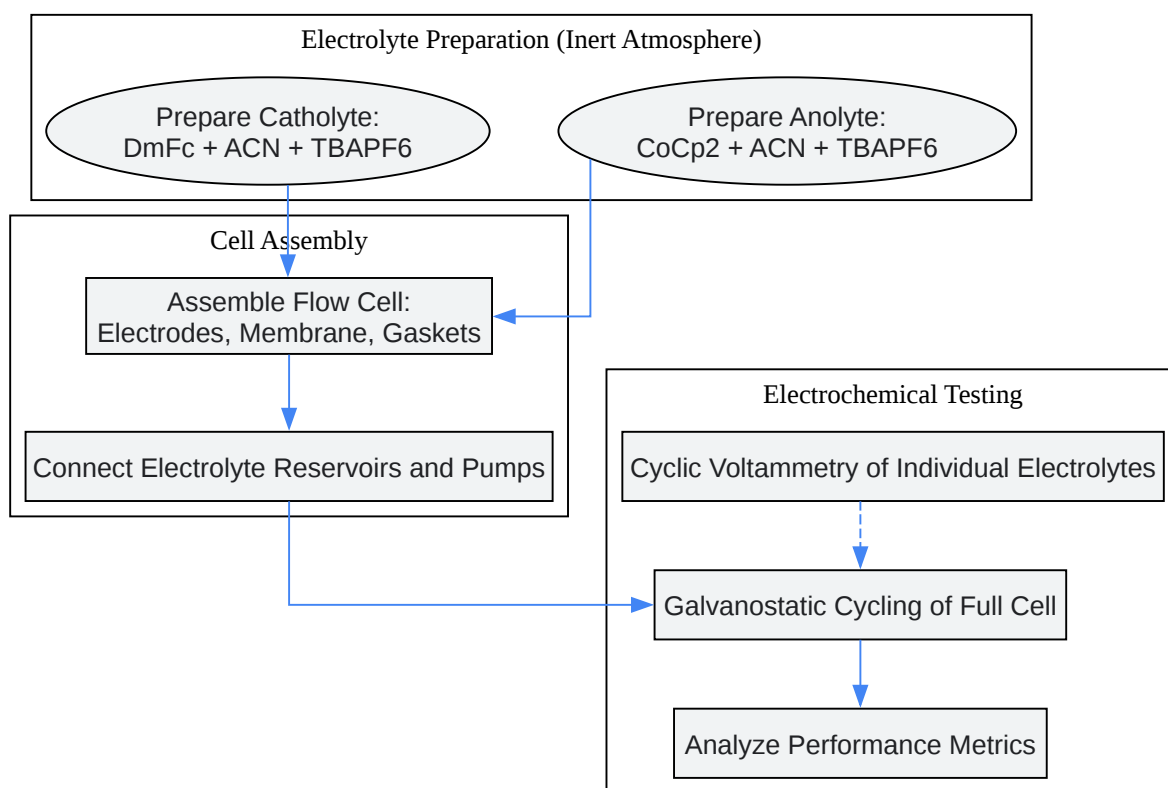 Electrolyte Preparation (Inert Atmosphere)
Prepare Catholyte:
DmFc + ACN + TBAPF6
Prepare Anolyte:
CoCp2 + ACN + TBAPF6
Cell Assembly
Assemble Flow Cell:
Electrodes, Membrane, Gaskets
Connect Electrolyte Reservoirs and Pumps
Electrochemical Testing
Cyclic Voltammetry of Individual Electrolytes
Galvanostatic Cycling of Full Cell
Analyze Performance Metrics